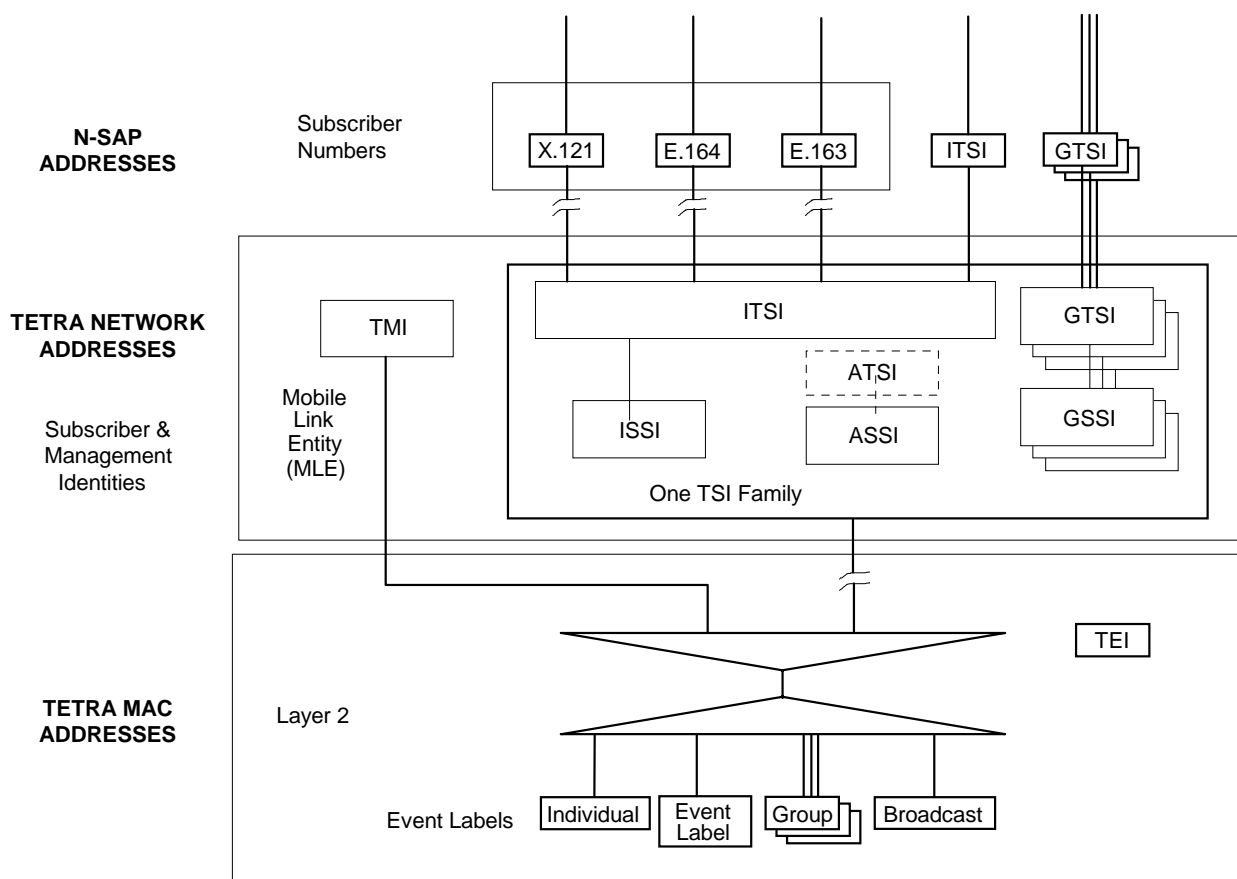 N-SAP
ADDRESSES
Subscriber
Numbers
X.121
E.164
E.163
ITSI
GTSI
TETRA NETWORK
ADDRESSES
Subscriber &
Management
Identities
TMI
Mobile
Link
Entity
(MLE)
ITSI
GTSI
ATSI
ISSI
ASSI
GSSI
One TSI Family
TEI
TETRA MAC
ADDRESSES
Layer 2
Event Labels
Individual
Event
Label
Group
Broadcast